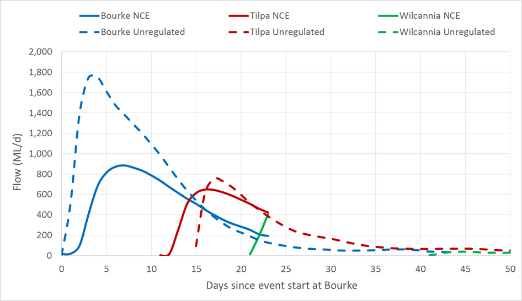 Bourke NCE Tilpa NCE Wilcannia NCE
Bourke Unregulated Tilpa Unregulated Wilcannia Unregulated
2,000
1,800
1,600
1,400
1,200
1,000
800
600
400
200
0
Flow (ML/d)
0 5 10 15 20 25 30 35 40 45 50
Days since event start at Bourke